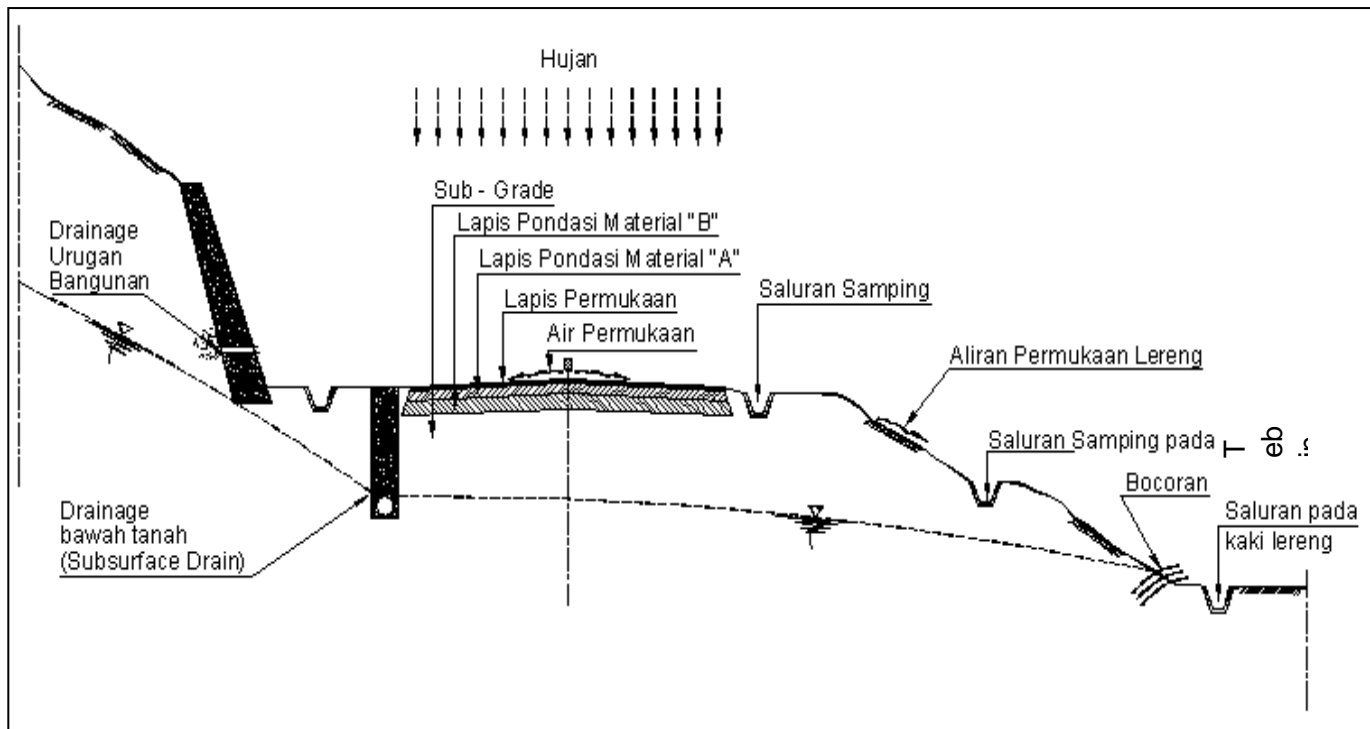 Hujan
Sub - Grade
Lapis Pondasi Material "B"
Lapis Pondasi Material "A"
Lapis Permukaan
Air Permukaan
Drainage
Urugan
Bangunan
Saluran Samping
Aliran Permukaan Lereng
Saluran Samping pada
T
eb
Bocoran
Saluran pada
kaki lereng
Drainage
bawah tanah
(Subsurface Drain)